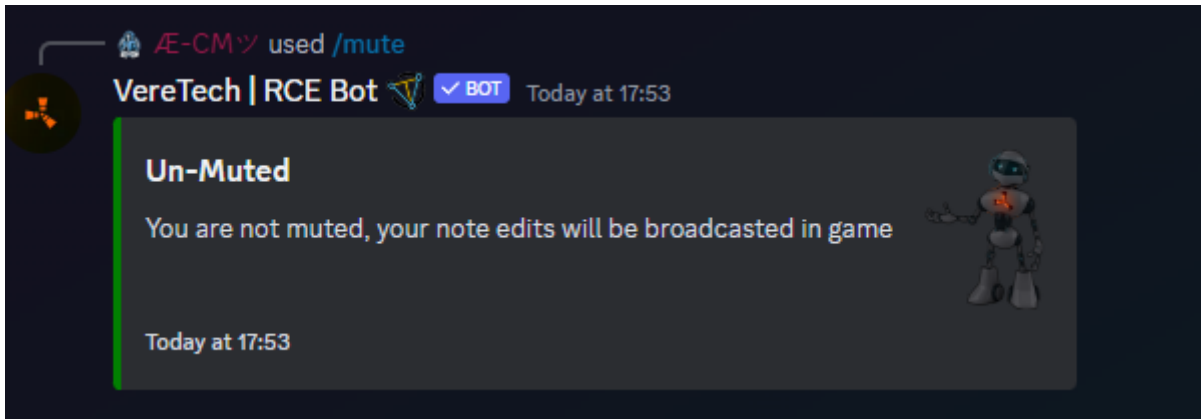 Æ-CMツ used /mute
VereTech | RCE Bot ✓ BOT Today at 17:53
Un-Muted
You are not muted, your note edits will be broadcasted in game
Today at 17:53